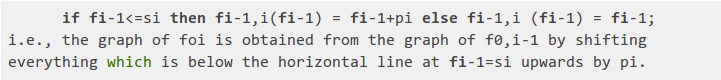 if fi-1<=si then fi-1,i(fi-1) = fi-1+pi else fi-1,i (fi-1) = fi-1;
i.e., the graph of foi is obtained from the graph of f0,i-1 by shifting
everything which is below the horizontal line at fi-1=si upwards by pi.